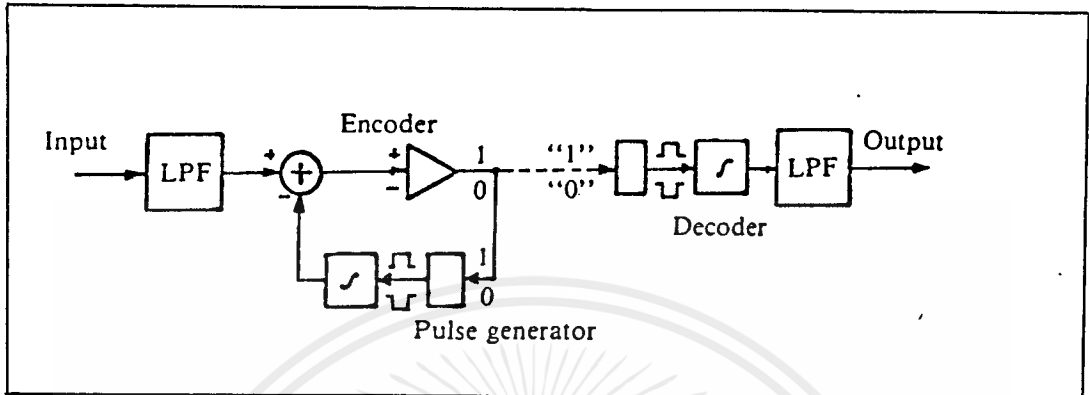 Input
LPF
+
-
+
Encoder
+
-
1
0
"1"
"0"
∫
LPF
Output
Decoder
∫
1
0
Pulse generator